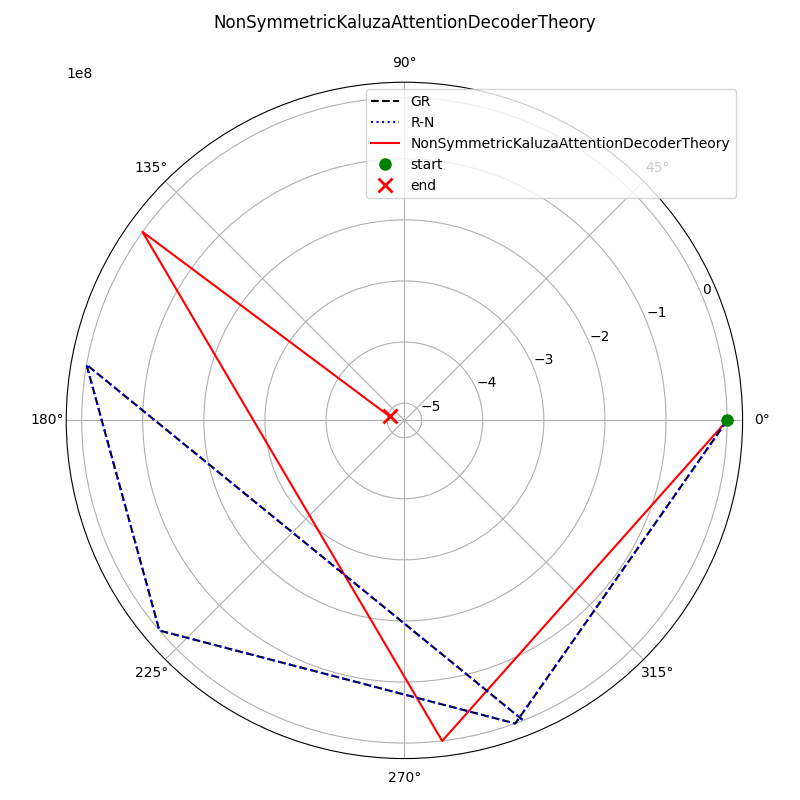 NonSymmetricKaluzaAttentionDecoderTheory
1e8
90°
GR
R-N
NonSymmetricKaluzaAttentionDecoderTheory
start
end
135°
45°
0
−1
−2
−3
−4
−5
180°
0°
225°
315°
270°